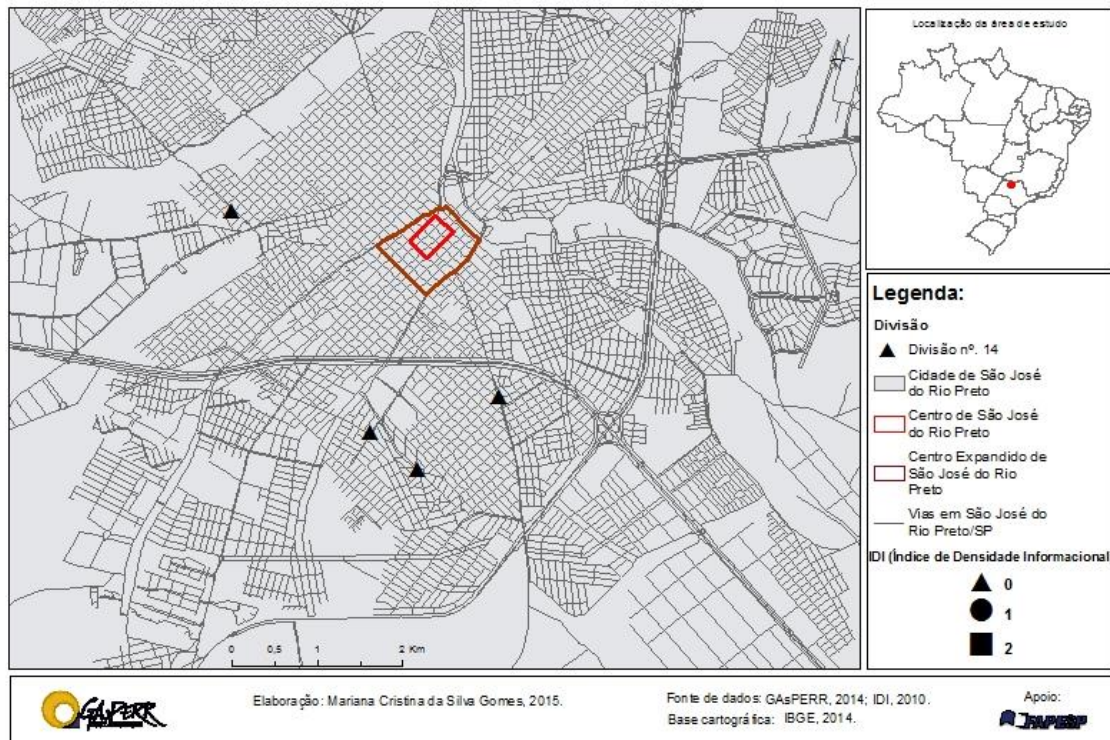 Localização da área de estudo
Legenda:
Divisão
Divisão nº. 14
Cidade de São José
do Rio Preto
Centro de São José
do Rio Preto
Centro Expandido de
São José do Rio
Preto
Vias em São José do
Rio Preto/SP
IDI (Índice de Densidade Informacional
0
1
2
0 0,5 1 2 Km
GAsPERR
Elaboração: Mariana Cristina da Silva Gomes, 2015.
Fonte de dados: GAsPERR, 2014; IDI, 2010.
Base cartográfica: IBGE, 2014.
Apoio:
FAPESP